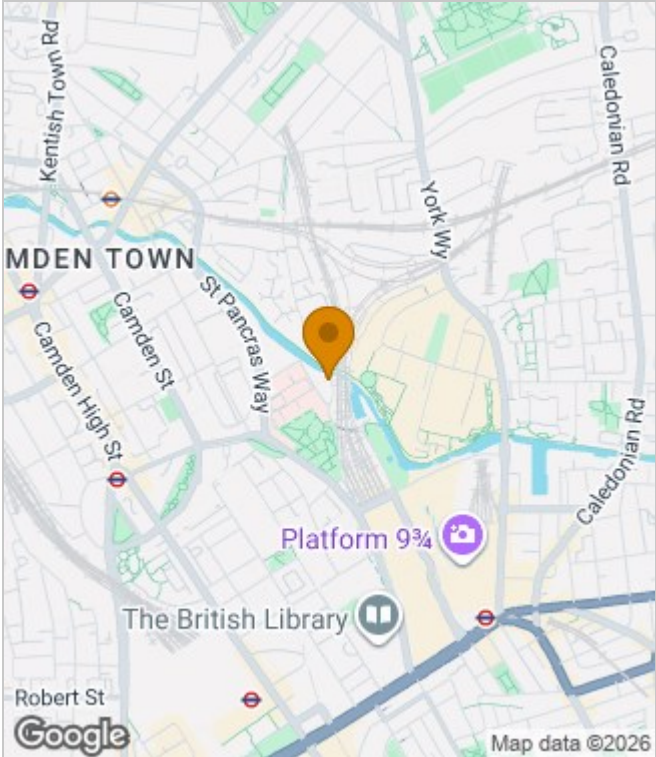 Kentish Town Rd
Caledonian Rd
York Wy
MDEN TOWN
St Pancras Way
Camden St
Camden High St
Caledonian Rd
Platform 9¾
The British Library
Robert St
Google
Map data ©2026